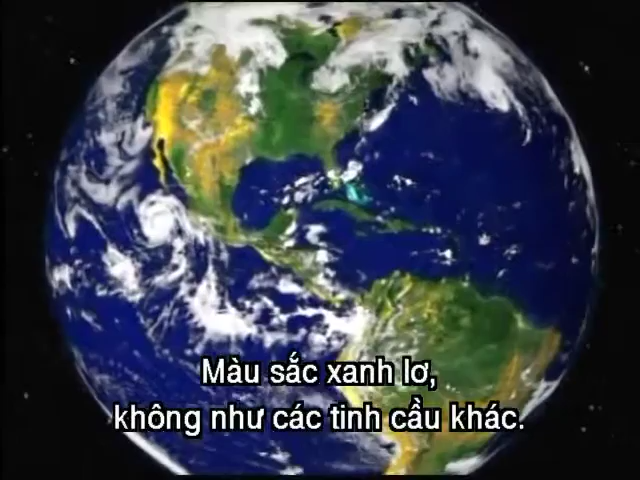 Màu sắc xanh lơ,
không như các tinh cầu khác.